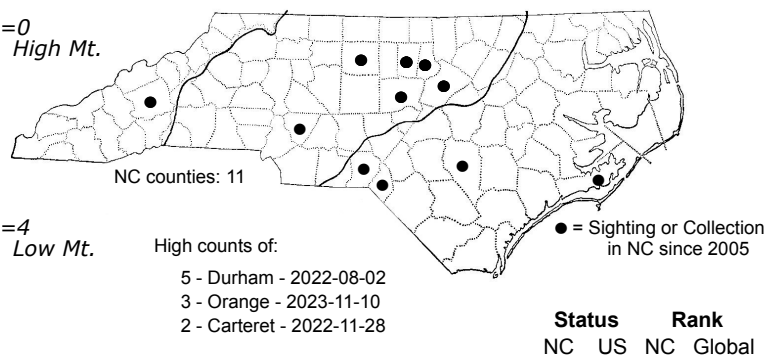 =0
High Mt.
NC counties: 11
=4
Low Mt.
High counts of:
5 - Durham - 2022-08-02
3 - Orange - 2023-11-10
2 - Carteret - 2022-11-28
● = Sighting or Collection
in NC since 2005
Status Rank
NC US NC Global